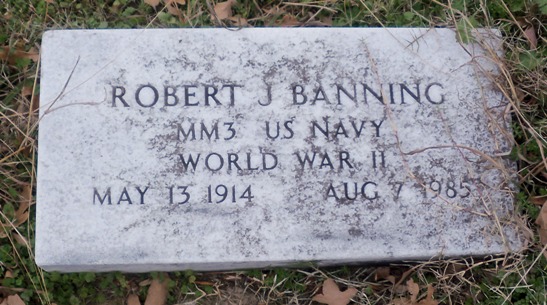 ROBERT J BANNING
MM3 US NAVY
WORLD WAR II
MAY 13 1914 AUG 7 1985